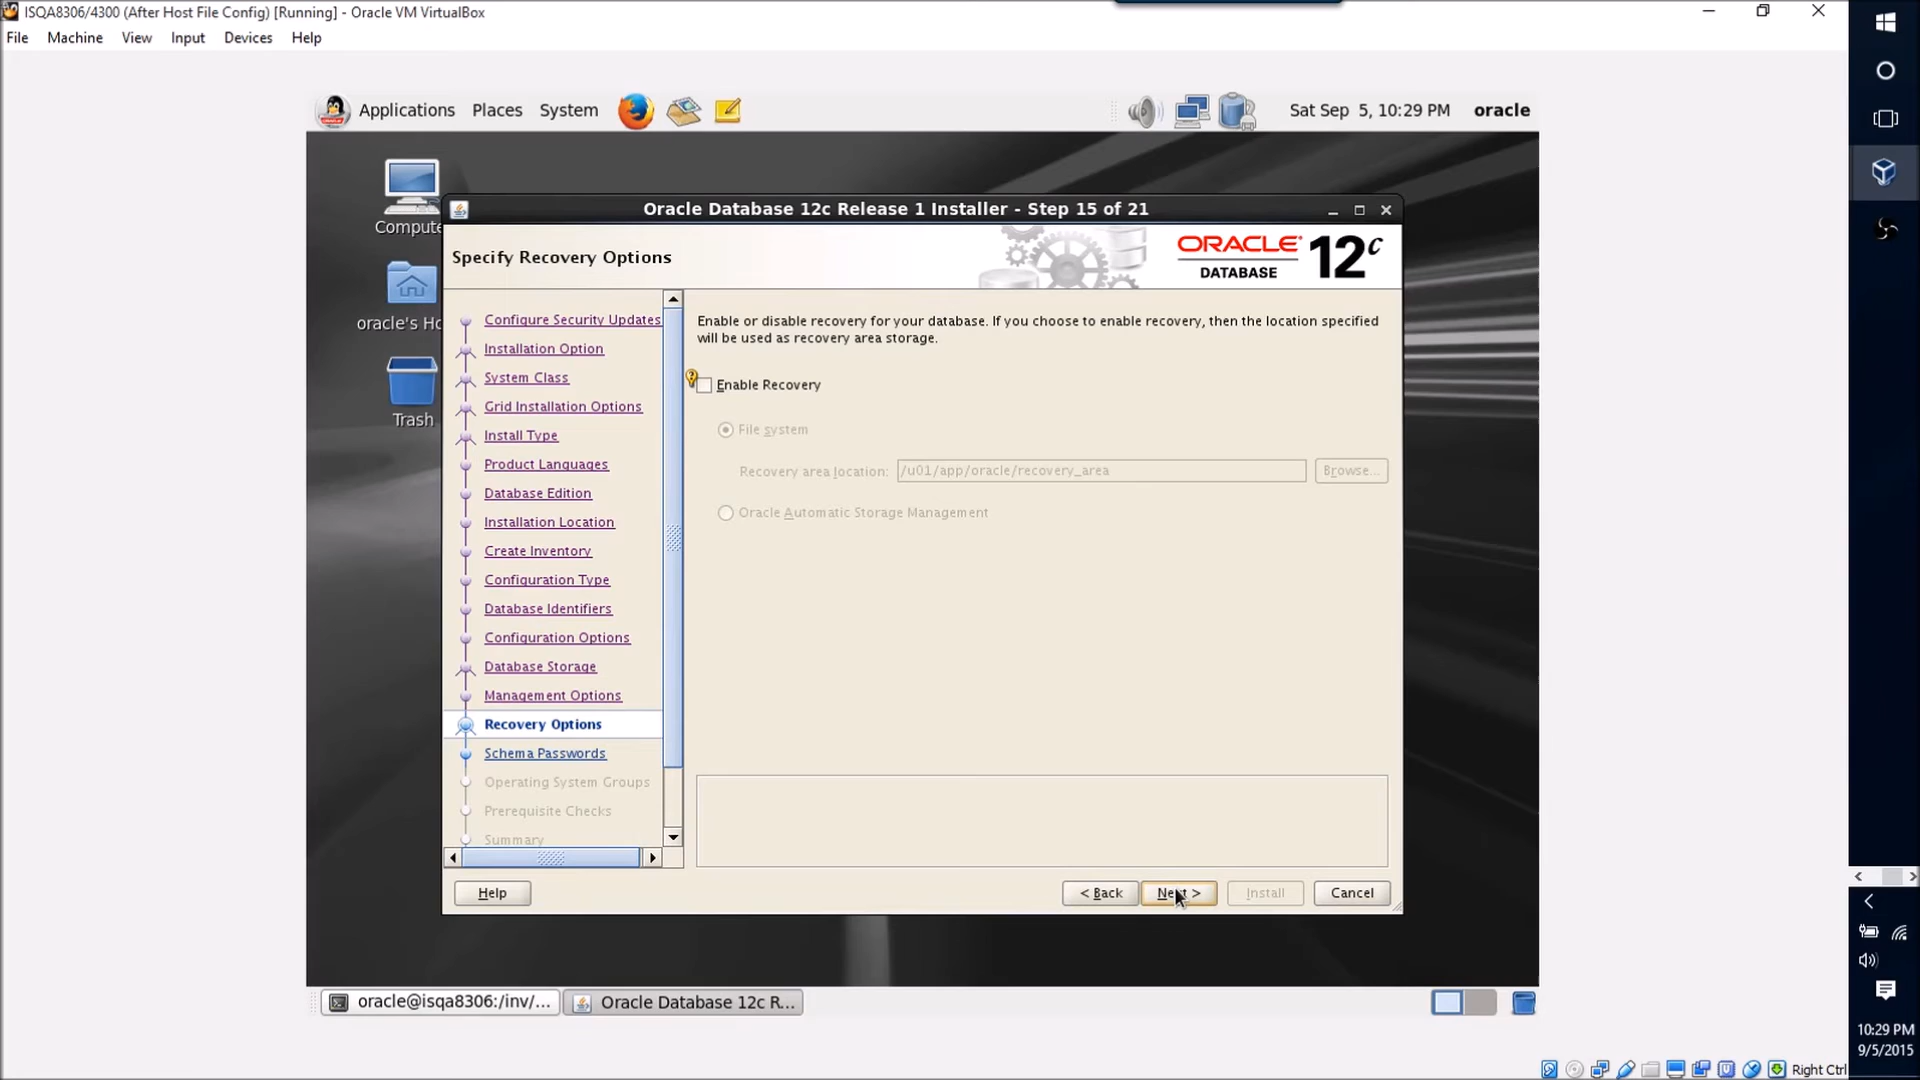 ISQA8306/4300 (After Host File Config) [Running] - Oracle VM VirtualBox
File Machine View Input Devices Help
Applications Places System Sat Sep 5, 10:29 PM oracle
Computer
oracle's Ho
Trash
Oracle Database 12c Release 1 Installer - Step 15 of 21
Specify Recovery Options
ORACLE DATABASE 12c
Configure Security Updates
Installation Option
System Class
Grid Installation Options
Install Type
Product Languages
Database Edition
Installation Location
Create Inventory
Configuration Type
Database Identifiers
Configuration Options
Database Storage
Management Options
Recovery Options
Schema Passwords
Operating System Groups
Prerequisite Checks
Summary
Enable or disable recovery for your database. If you choose to enable recovery, then the location specified
will be used as recovery area storage.
Enable Recovery
File system
Recovery area location: /u01/app/oracle/recovery_area Browse...
Oracle Automatic Storage Management
Help < Back Next > Install Cancel
oracle@isqa8306:/inv/... Oracle Database 12c R...
10:29 PM
9/5/2015
Right Ctrl